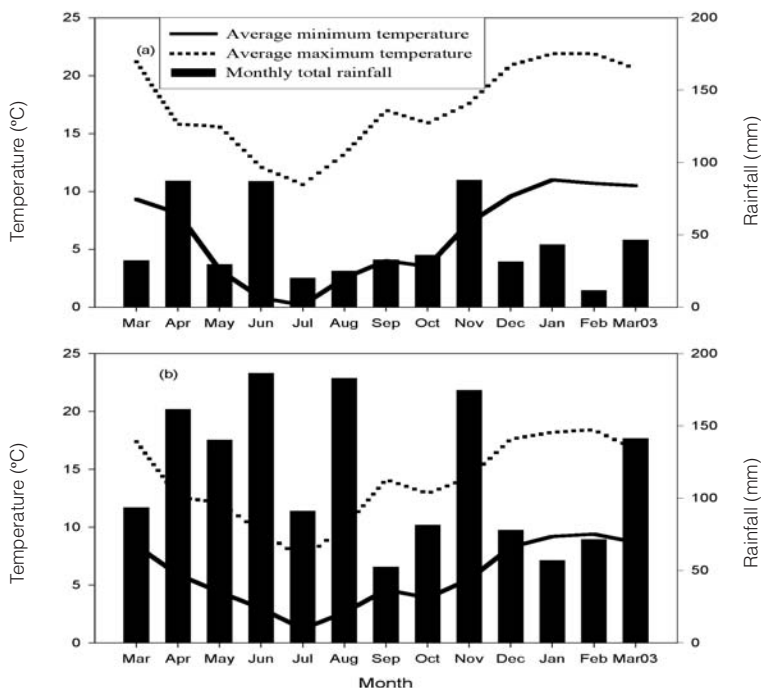 25
20
15
10
5
0
200
150
100
50
0
Temperature (ºC)
Rainfall (mm)
(a)
Average minimum temperature
Average maximum temperature
Monthly total rainfall
Mar Apr May Jun Jul Aug Sep Oct Nov Dec Jan Feb Mar03
25
20
15
10
5
0
200
150
100
50
0
Temperature (ºC)
Rainfall (mm)
(b)
Mar Apr May Jun Jul Aug Sep Oct Nov Dec Jan Feb Mar03
Month